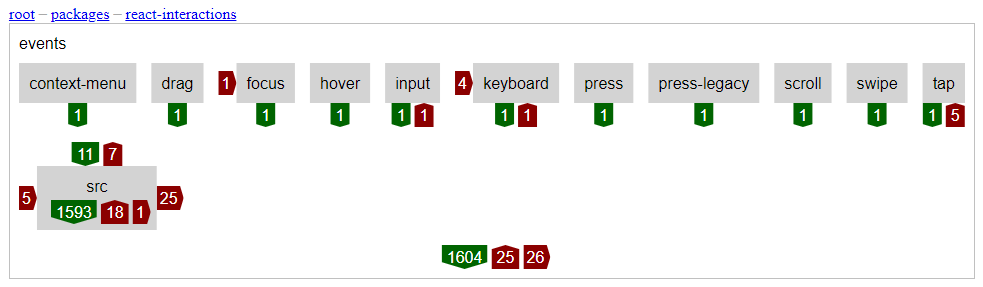 root – packages – react-interactions
events
context-menu drag 1 focus hover input 4 keyboard press press-legacy scroll swipe tap
1 1 1 1 1 1 1 1 1 1 1 1 1 5
11 7
5 src 25
1593 18 1
1604 25 26